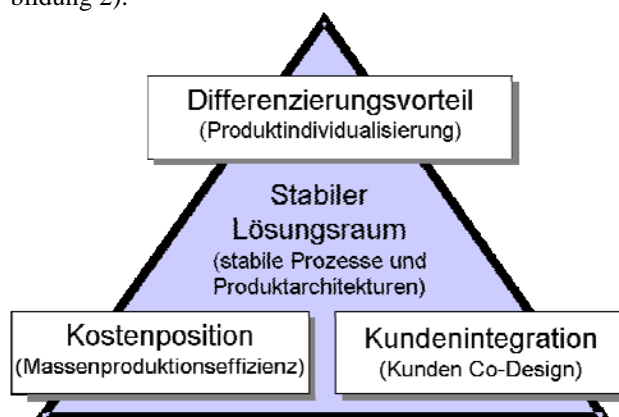 bildung 2).
Differenzierungsvorteil
(Produktindividualisierung)
Stabiler
Lösungsraum
(stabile Prozesse und
Produktarchitekturen)
Kostenposition
(Massenproduktionseffizienz)
Kundenintegration
(Kunden Co-Design)